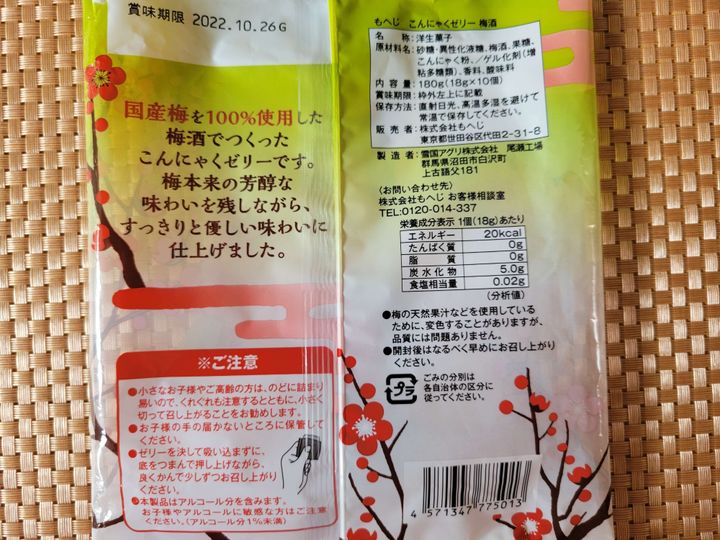 賞味期限 2022.10.26G
国産梅を100%使用した
梅酒でつくった
こんにゃくゼリーです。
梅本来の芳醇な
味わいを残しながら、
すっきりと優しい味わいに
仕上げました。
※ご注意
●小さなお子様やご高齢の方は、のどに詰まり
易いので、くれぐれも注意するとともに、小さく
切って召し上がることをお勧めします。
●お子様の手の届かないところに保管して
ください。
●ゼリーを決して吸い込まずに、
底をつまんで押し上げながら、
良くかんで少しずつお召し上がり
ください。
●本製品はアルコール分を含みます。
お子様やアルコールに敏感な方はご注意
ください。(アルコール分1%未満)
もへじ こんにゃくゼリー 梅酒
名 称:洋生菓子
原材料名:砂糖・異性化液糖、梅酒、果糖、
こんにゃく粉、/ゲル化剤(増
粘多糖類)、香料、酸味料
内 容 量:180g(18g×10個)
賞味期限:枠外左上に記載
保存方法:直射日光、高温多湿を避けて
常温で保存してください。
販 売 者:株式会社もへじ
東京都世田谷区代田2-31-8
製 造 者:雪国アグリ株式会社 尾瀬工場
群馬県沼田市白沢町
上古語父181
〈お問い合わせ先〉
株式会社もへじ お客様相談室
TEL:0120-014-337
栄養成分表示 1個(18g)あたり
エネルギー 20kcal
たんぱく質 0g
脂質 0g
炭水化物 5.0g
食塩相当量 0.02g
(分析値)
●梅の天然果汁などを使用している
ために、変色することがありますが、
品質には問題ありません。
●開封後はなるべく早めにお召し上がり
ください。
プラ
ごみの分別は
各自治体の区分に
従ってください。
4 571347 775013